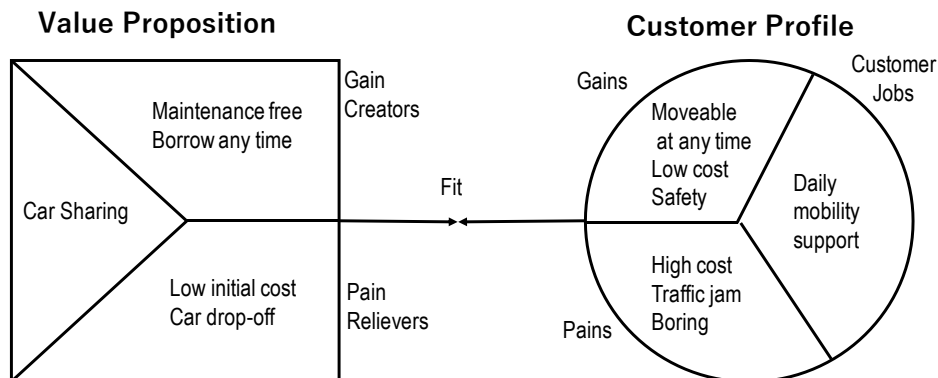 Value Proposition
Customer Profile
Gain
Creators
Maintenance free
Borrow any time
Car Sharing
Low initial cost
Car drop-off
Pain
Relievers
Fit
Gains
Customer
Jobs
Moveable
at any time
Low cost
Safety
Daily
mobility
support
High cost
Traffic jam
Boring
Pains